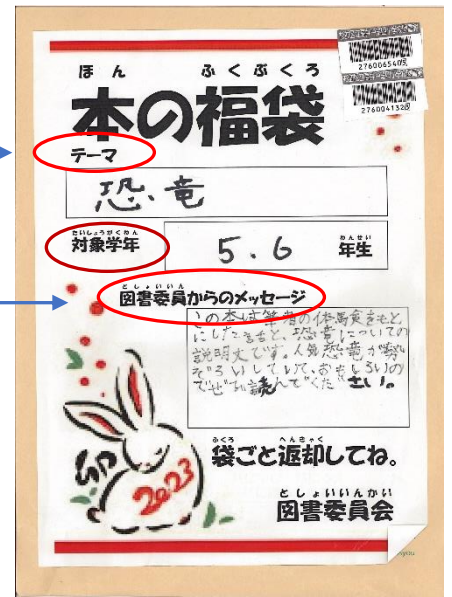 2760045405
2760041328
ほん ふくぶくろ
本の福袋
テーマ
恐竜
たいしょうがくねん
対象学年
5.6
ねんせい
年生
としょいいん
図書委員からのメッセージ
この本は筆者の体馬食をもと
にした言舌と、恐竜についての
説明文です。人気恐竜が勢
ぞろいしていて、おもしろいの
でぜひ読んでください。
ふくろ へんきゃく
袋ごと返却してね。
卯
2023
としょいいんかい
図書委員会